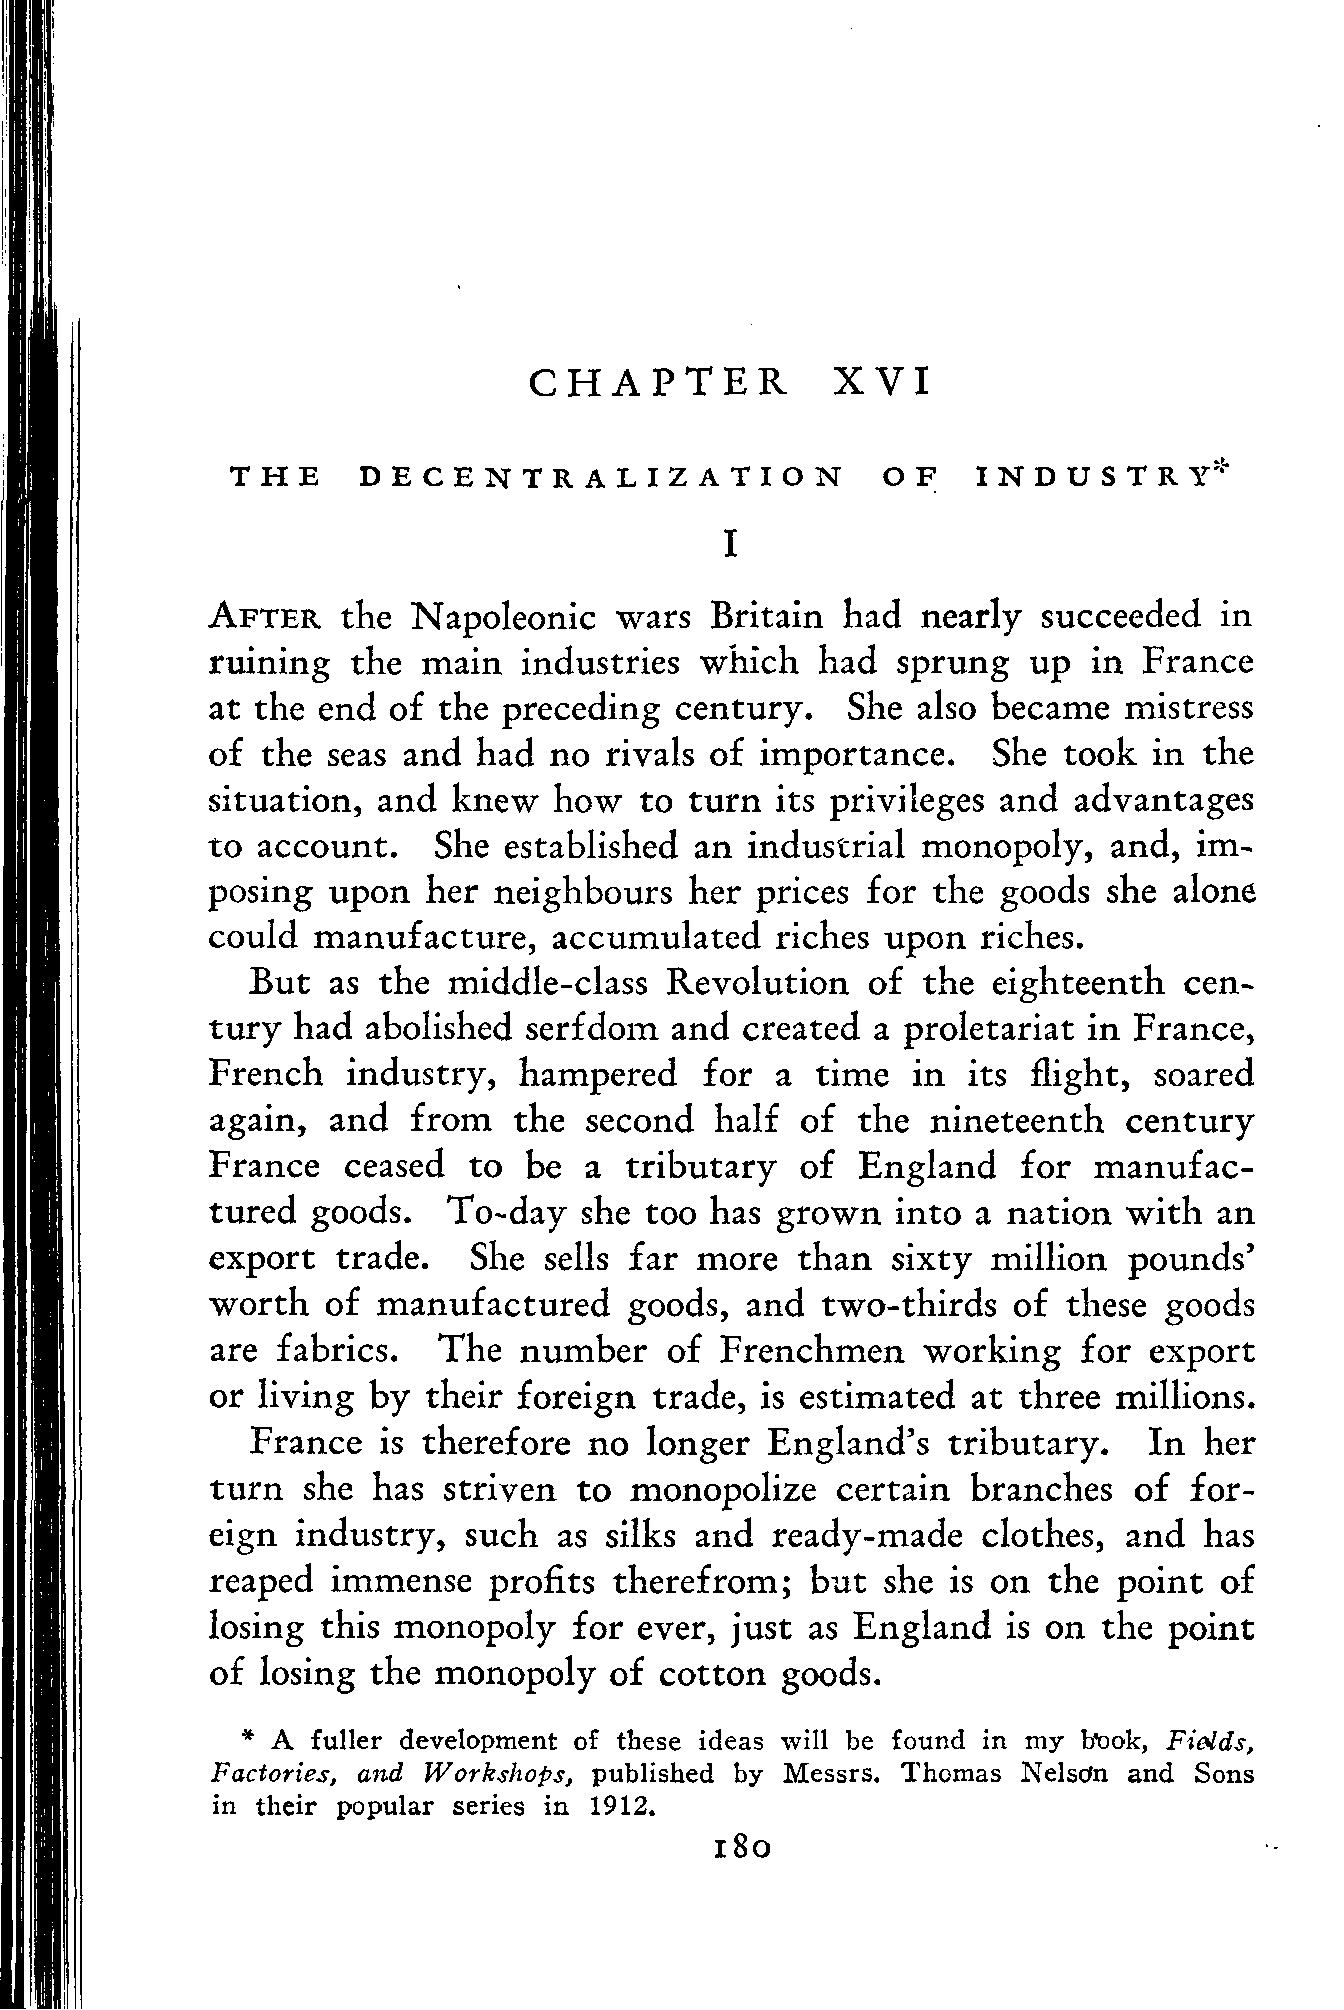 CHAPTER XVI
THE DECENTRALIZATION OF INDUSTRY*
I
AFTER the Napoleonic wars Britain had nearly succeeded in
ruining the main industries which had sprung up in France
at the end of the preceding century. She also became mistress
of the seas and had no rivals of importance. She took in the
situation, and knew how to turn its privileges and advantages
to account. She established an industrial monopoly, and, im-
posing upon her neighbours her prices for the goods she alone
could manufacture, accumulated riches upon riches.
But as the middle-class Revolution of the eighteenth cen-
tury had abolished serfdom and created a proletariat in France,
French industry, hampered for a time in its flight, soared
again, and from the second half of the nineteenth century
France ceased to be a tributary of England for manufac-
tured goods. To-day she too has grown into a nation with an
export trade. She sells far more than sixty million pounds'
worth of manufactured goods, and two-thirds of these goods
are fabrics. The number of Frenchmen working for export
or living by their foreign trade, is estimated at three millions.
France is therefore no longer England's tributary. In her
turn she has striven to monopolize certain branches of for-
eign industry, such as silks and ready-made clothes, and has
reaped immense profits therefrom; but she is on the point of
losing this monopoly for ever, just as England is on the point
of losing the monopoly of cotton goods.
* A fuller development of these ideas will be found in my book, Fields,
Factories, and Workshops, published by Messrs. Thomas Nelson and Sons
in their popular series in 1912.
180